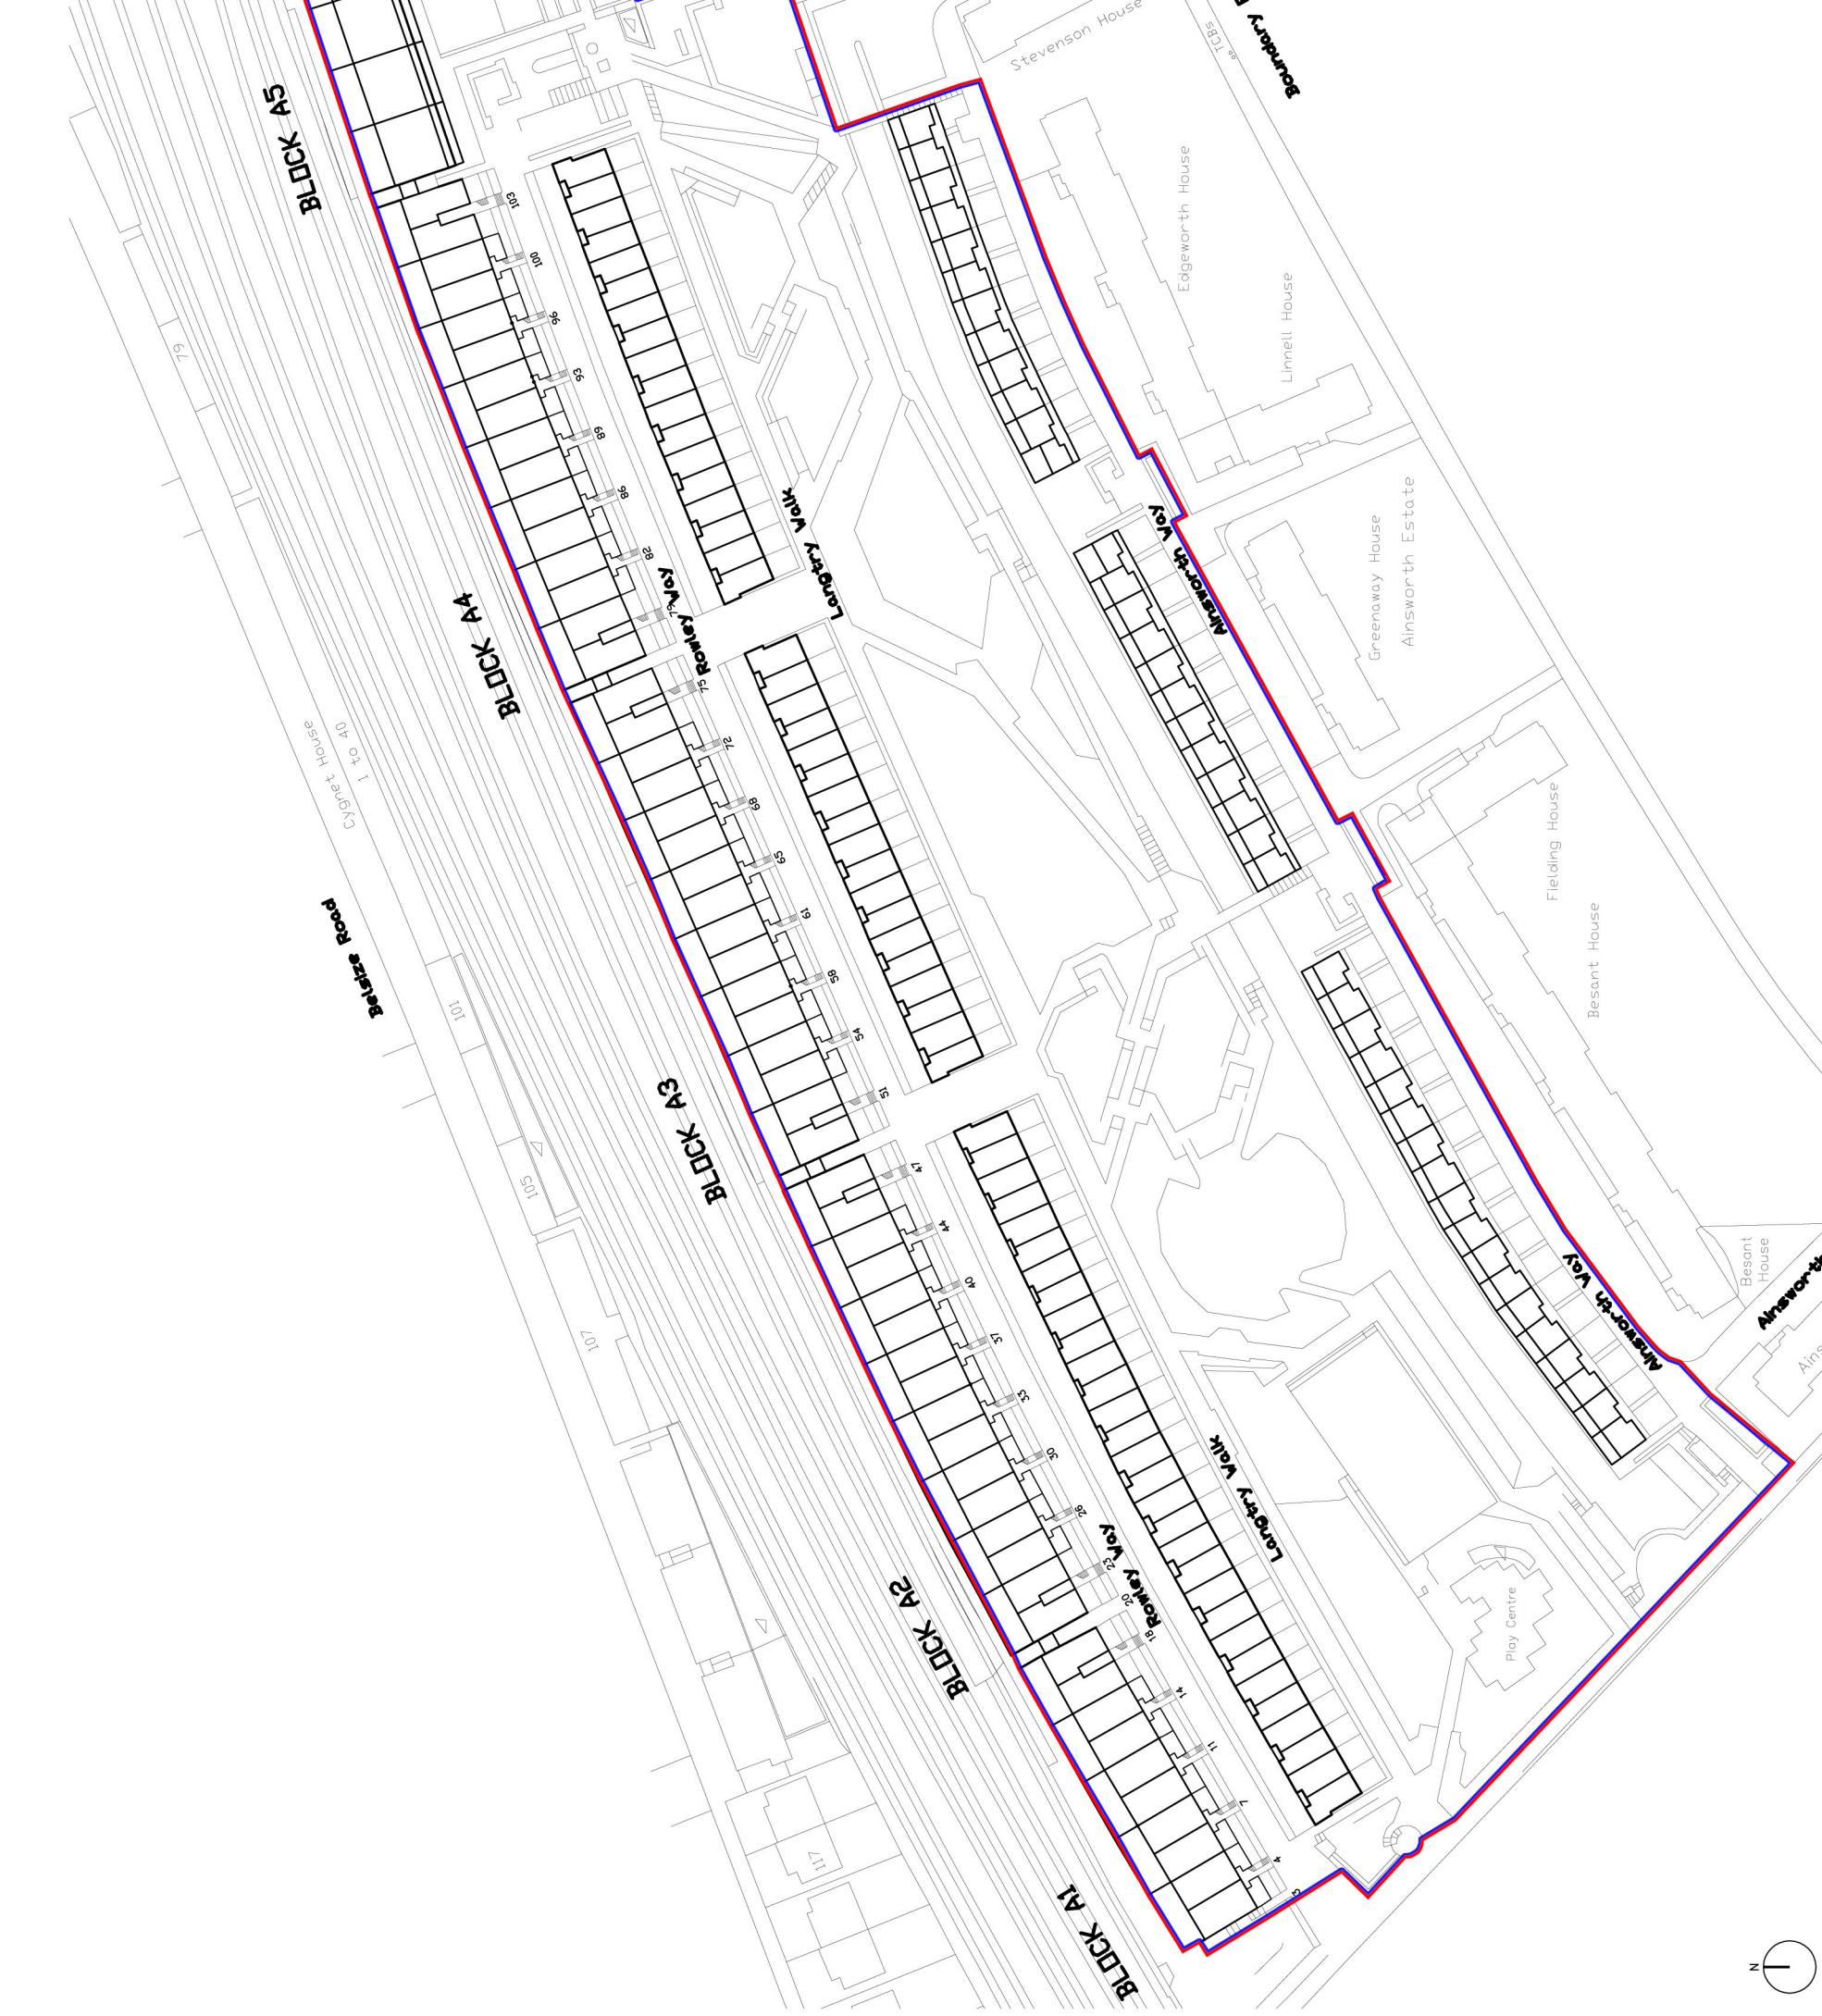 BLOCK A5
Stevenson House
TCBs
Boundary
103
100
96
93
89
86
82
79
Edgeworth House
Linnell House
79
BLOCK A4
Langtry Walk
Rowley Way
Ainsworth Way
Greenaway House
Ainsworth Estate
Cygnet House
1 to 40
75
72
68
65
61
58
54
51
Fielding House
Besant House
Belsize Road
101
105
107
BLOCK A3
47
44
40
37
33
30
26
23
20
Besant
House
Ainsworth Way
Ainsworth
Ains
Langtry Walk
Rowley Way
BLOCK A2
18
14
11
7
4
3
Play Centre
117
BLOCK A1
N